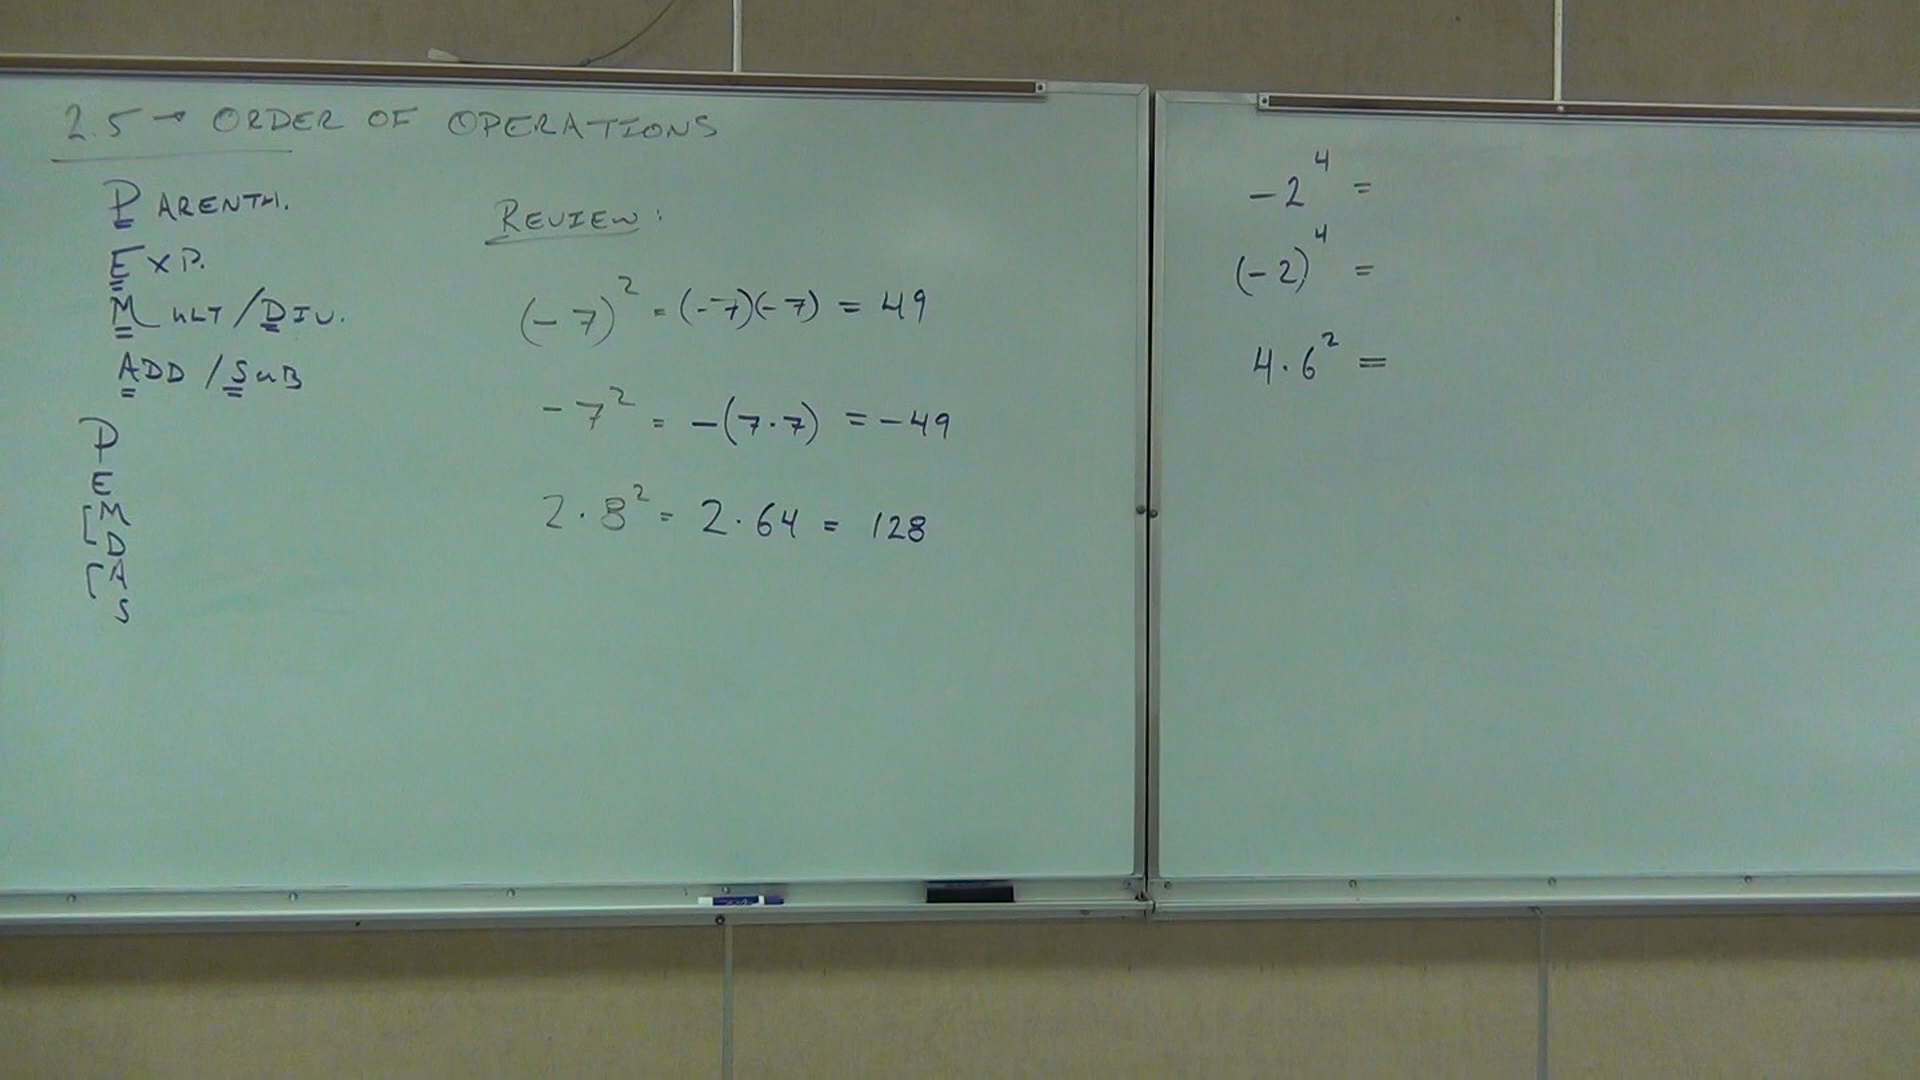 2.5 → ORDER OF OPERATIONS
PARENTH.
EXP.
MULT/DIV.
ADD/SUB
P
E
[M
D
[A
S
REVIEW:
(-7)² = (-7)(-7) = 49
-7² = -(7·7) = -49
2·8² = 2·64 = 128
-2⁴ =
(-2)⁴ =
4·6² =